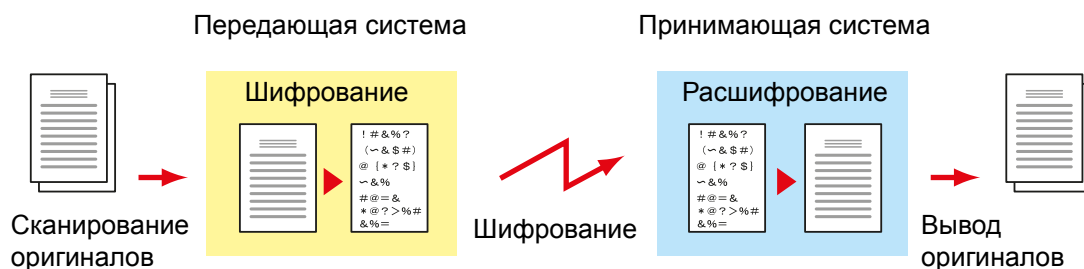 Передающая система
Принимающая система
Шифрование
! # & % ?
( ~ & $ # )
@ { * ? $ }
~ & %
# @ = &
* @ ? > % #
& % =
Расшифрование
! # & % ?
( ~ & $ # )
@ { * ? $ }
~ & %
# @ = &
* @ ? > % #
& % =
Сканирование
оригиналов
Шифрование
Вывод
оригиналов